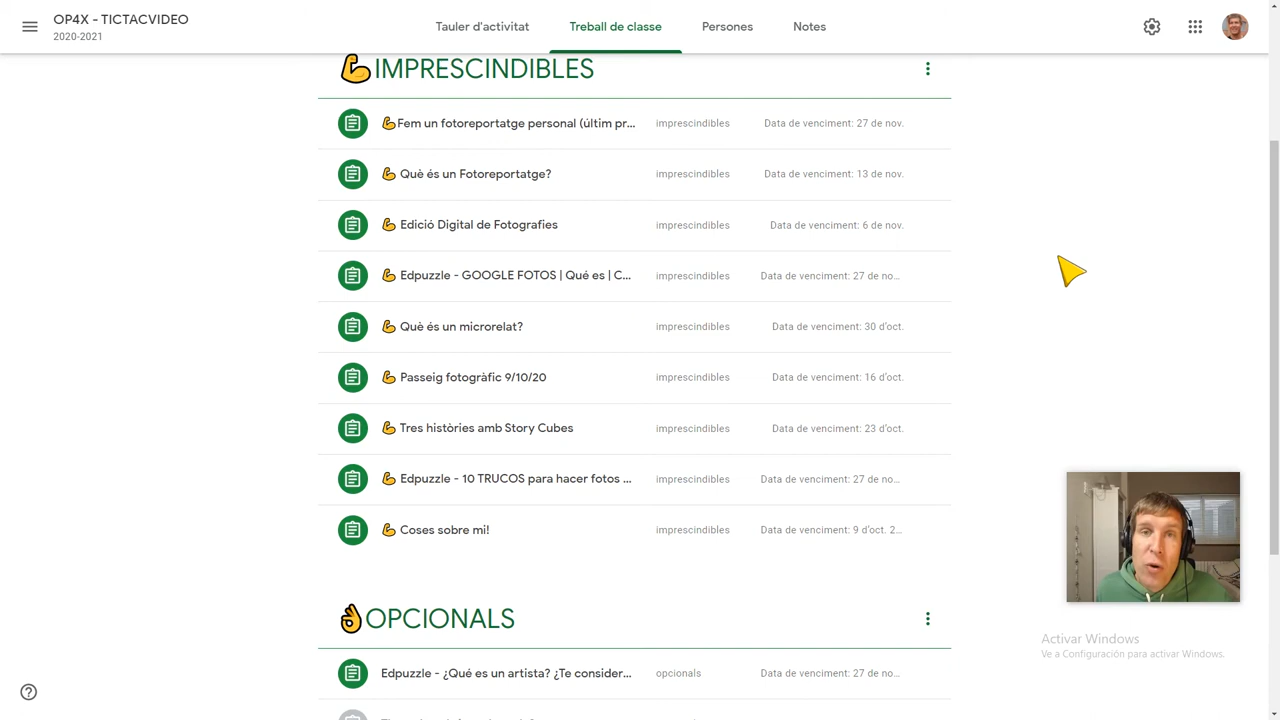 OP4X - TICTACVIDEO
2020-2021
Tauler d'activitat
Treball de classe
Persones
Notes
IMPRESCINDIBLES
Fem un fotoreportatge personal (últim pr... imprescindibles Data de venciment: 27 de nov.
Què és un Fotoreportatge? imprescindibles Data de venciment: 13 de nov.
Edició Digital de Fotografies imprescindibles Data de venciment: 6 de nov.
Edpuzzle - GOOGLE FOTOS | Qué es | C... imprescindibles Data de venciment: 27 de no...
Què és un microrelat? imprescindibles Data de venciment: 30 d'oct.
Passeig fotogràfic 9/10/20 imprescindibles Data de venciment: 16 d'oct.
Tres històries amb Story Cubes imprescindibles Data de venciment: 23 d'oct.
Edpuzzle - 10 TRUCOS para hacer fotos ... imprescindibles Data de venciment: 27 de no...
Coses sobre mi! imprescindibles Data de venciment: 9 d'oct. 2...
OPCIONALS
Edpuzzle - ¿Qué es un artista? ¿Te consider... opcionals Data de venciment: 27 de no...
Activar Windows
Ve a Configuración para activar Windows.